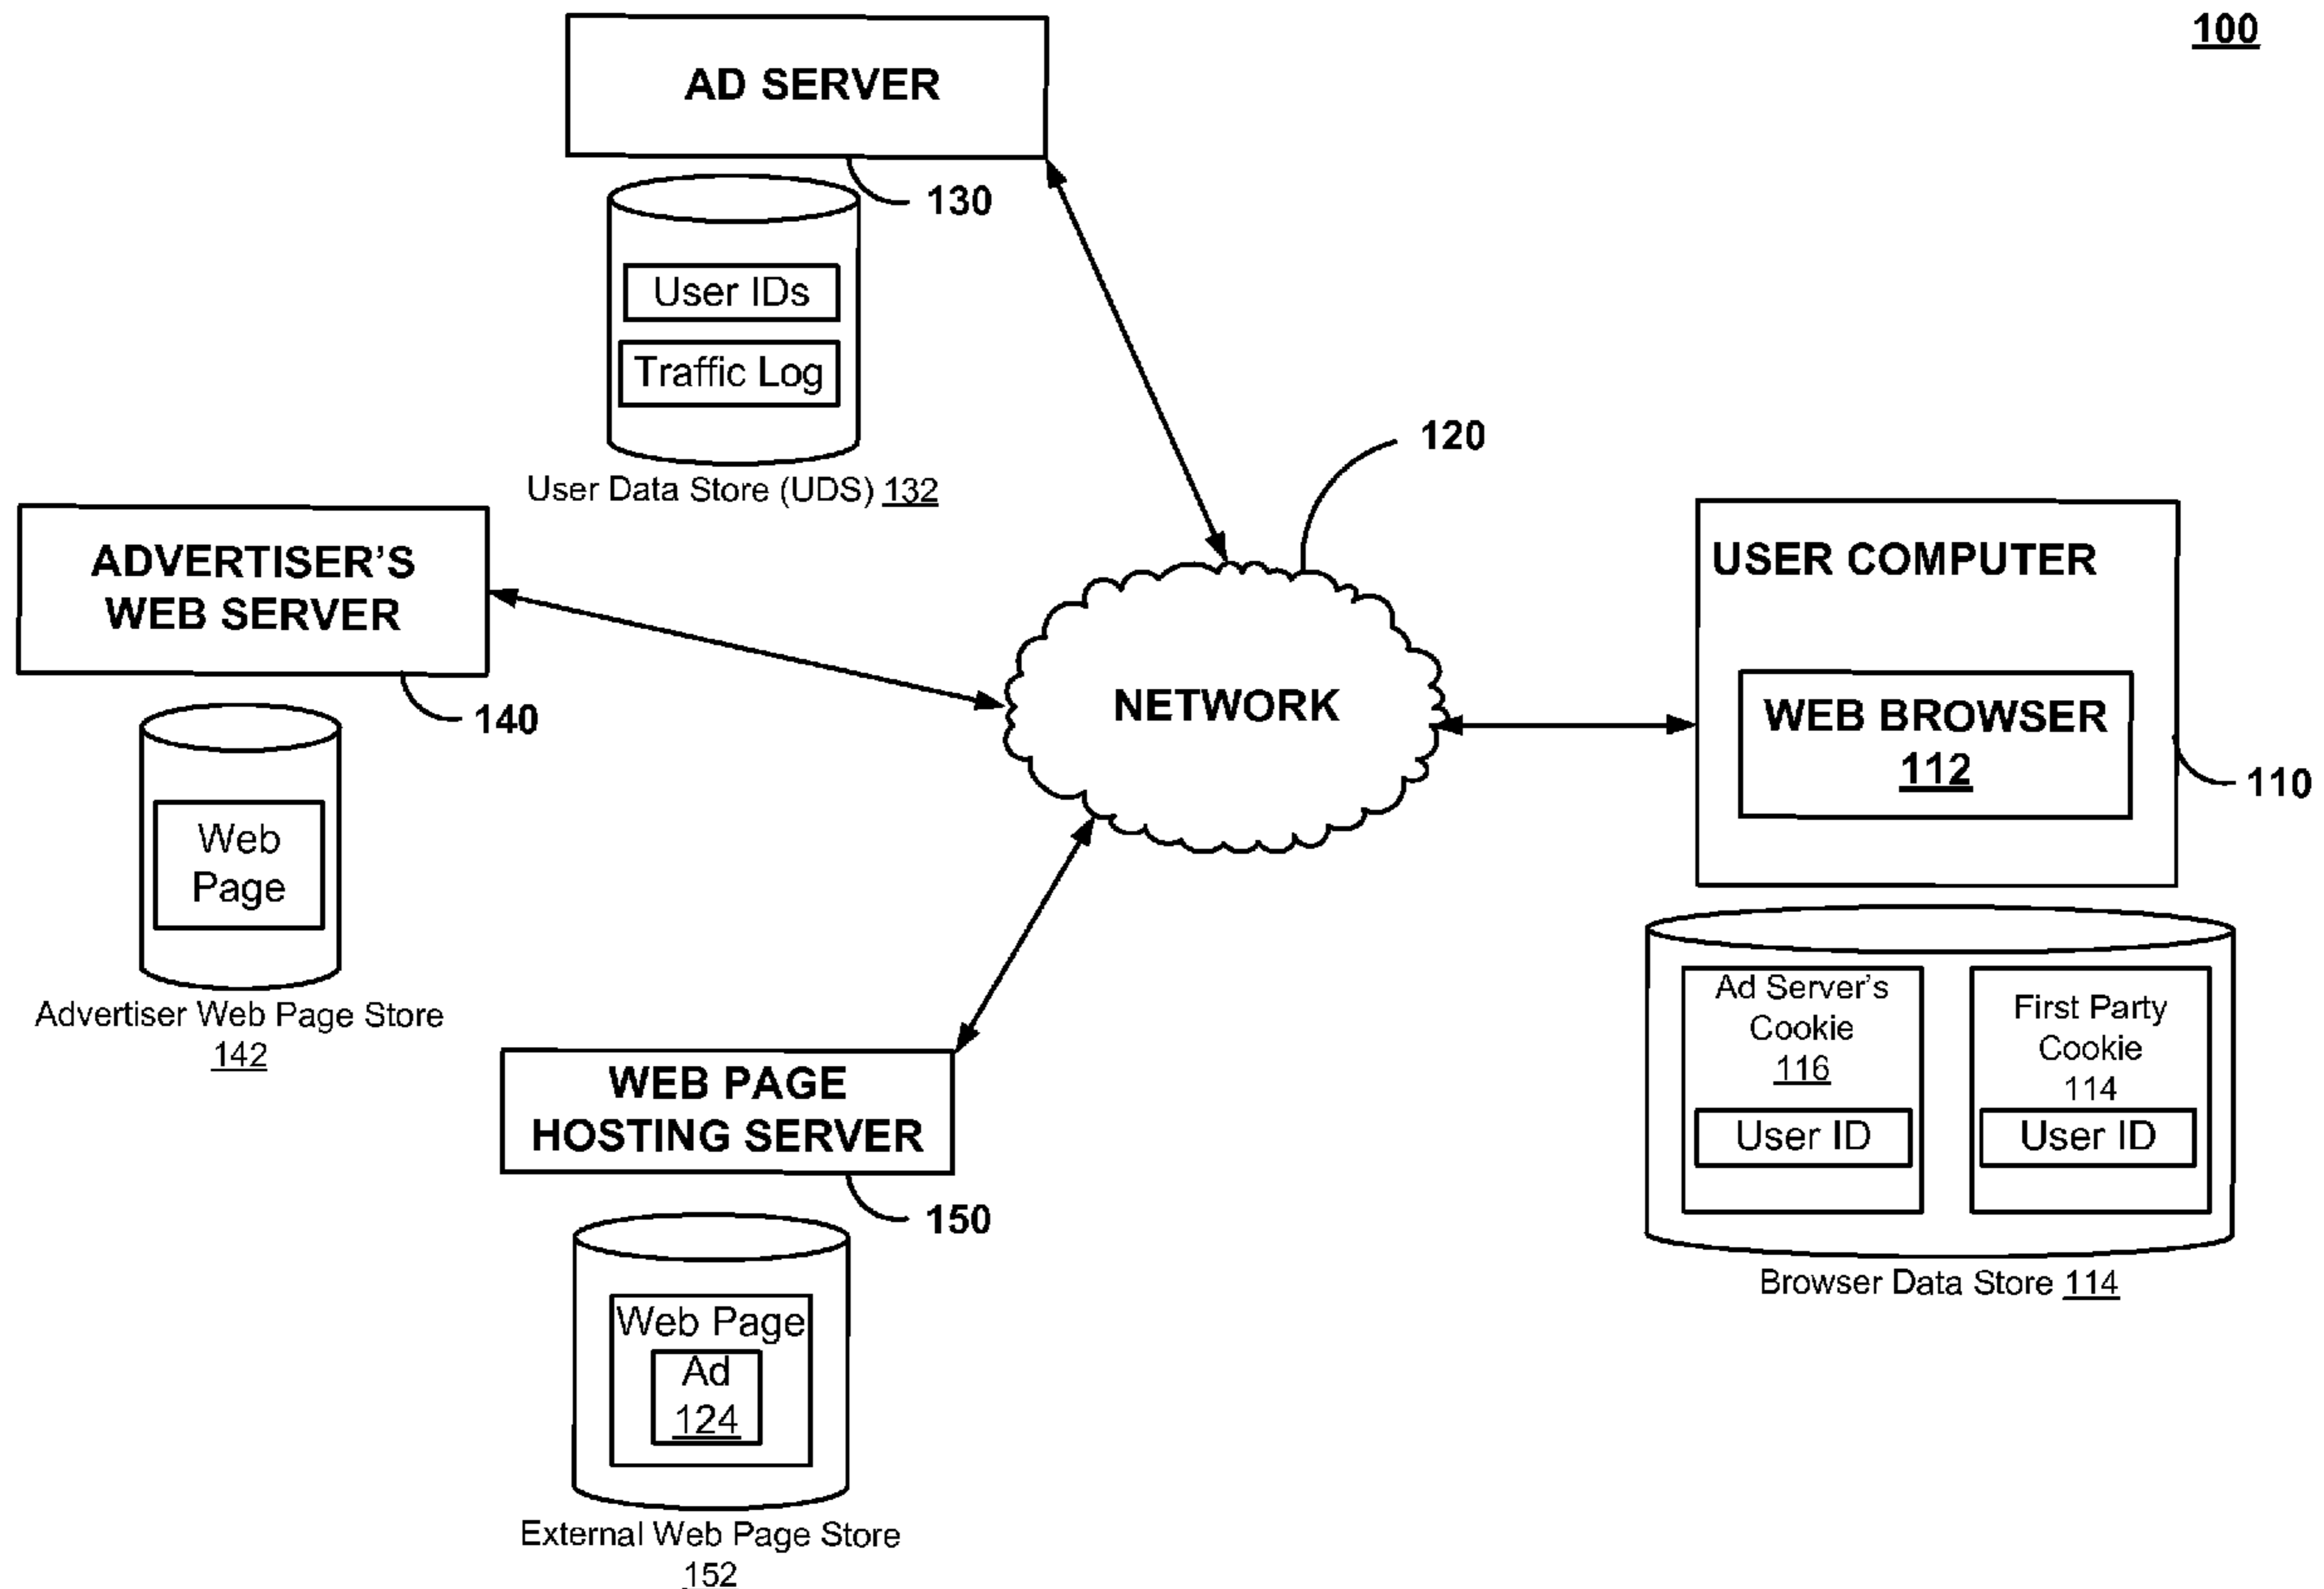 100
AD SERVER
130
User IDs
Traffic Log
User Data Store (UDS) 132
120
ADVERTISER'S
WEB SERVER
140
Web
Page
Advertiser Web Page Store
142
NETWORK
USER COMPUTER
WEB BROWSER
112
110
Ad Server's
Cookie
116
User ID
First Party
Cookie
114
User ID
Browser Data Store 114
WEB PAGE
HOSTING SERVER
150
Web Page
Ad
124
External Web Page Store
152